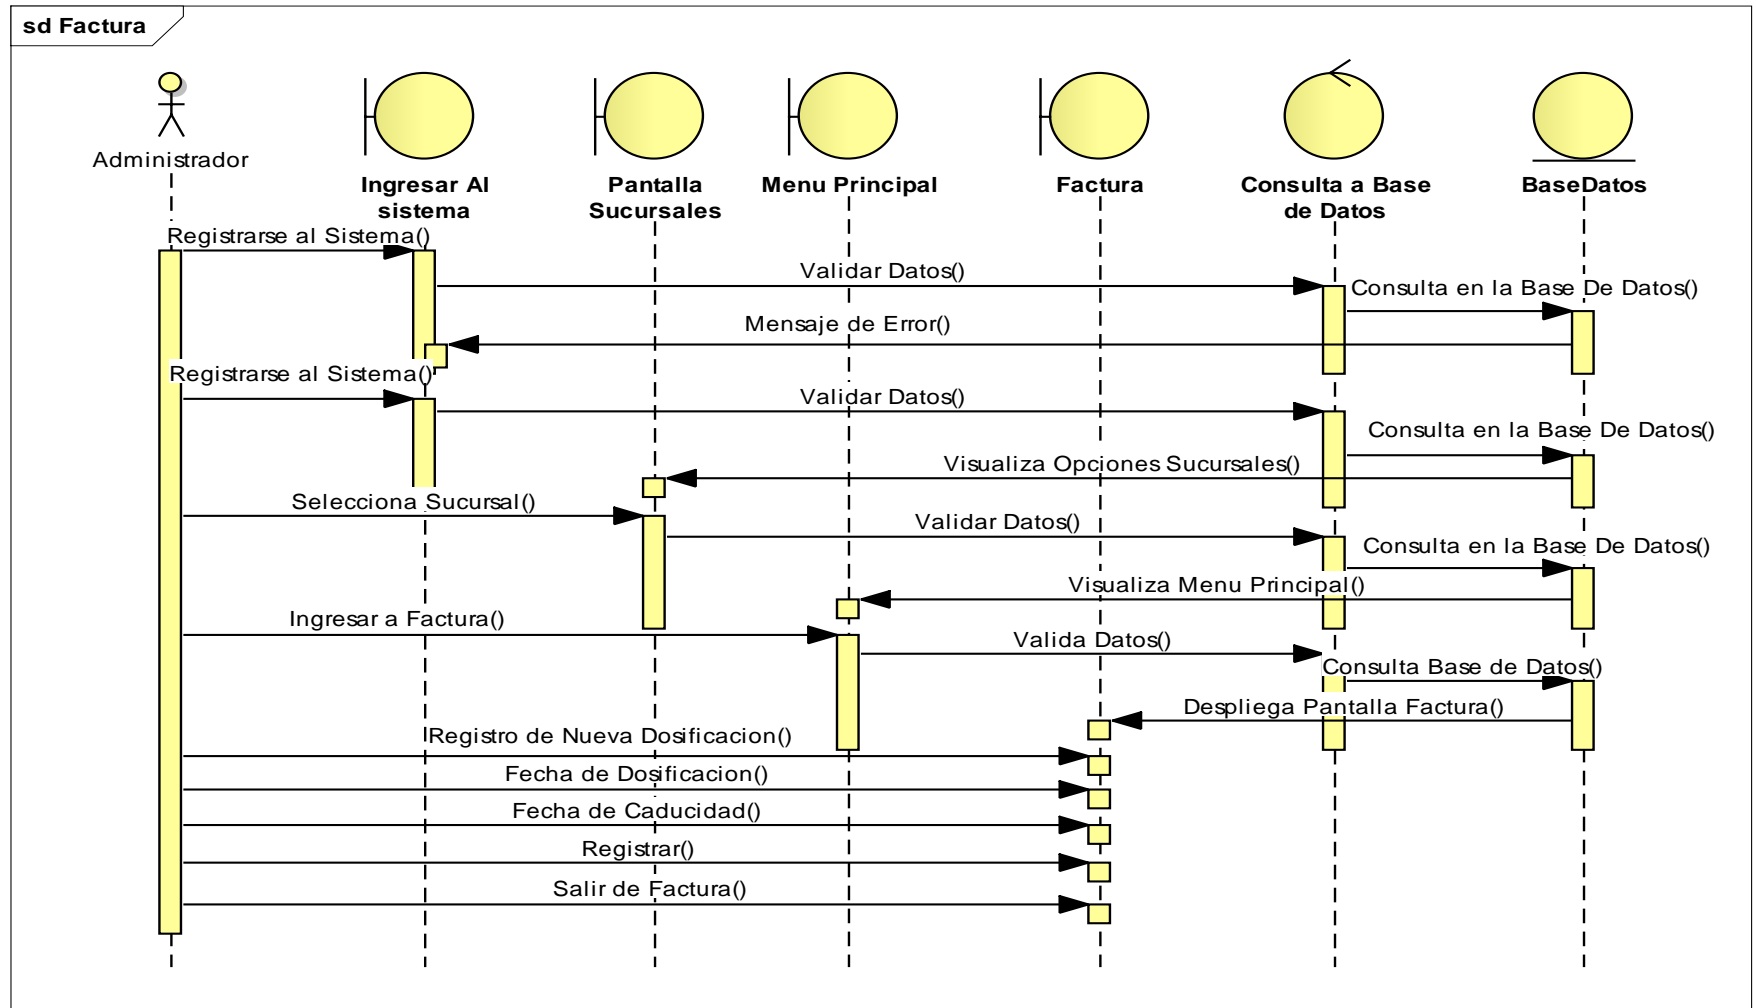 sd Factura
Administrador
Ingresar Al
sistema
Pantalla
Sucursales
Menu Principal
Factura
Consulta a Base
de Datos
BaseDatos
Registrarse al Sistema()
Validar Datos()
Consulta en la Base De Datos()
Mensaje de Error()
Registrarse al Sistema()
Validar Datos()
Consulta en la Base De Datos()
Visualiza Opciones Sucursales()
Selecciona Sucursal()
Validar Datos()
Consulta en la Base De Datos()
Visualiza Menu Principal()
Ingresar a Factura()
Valida Datos()
Consulta Base de Datos()
Despliega Pantalla Factura()
Registro de Nueva Dosificacion()
Fecha de Dosificacion()
Fecha de Caducidad()
Registrar()
Salir de Factura()